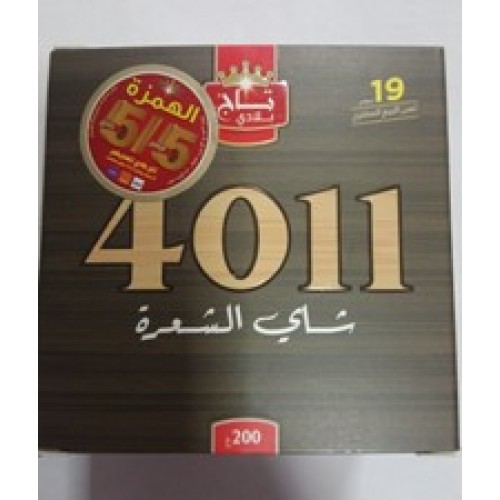 تاج
بلادي
الهمزة
5/5
19
4011
شاي الشعرة
200غ